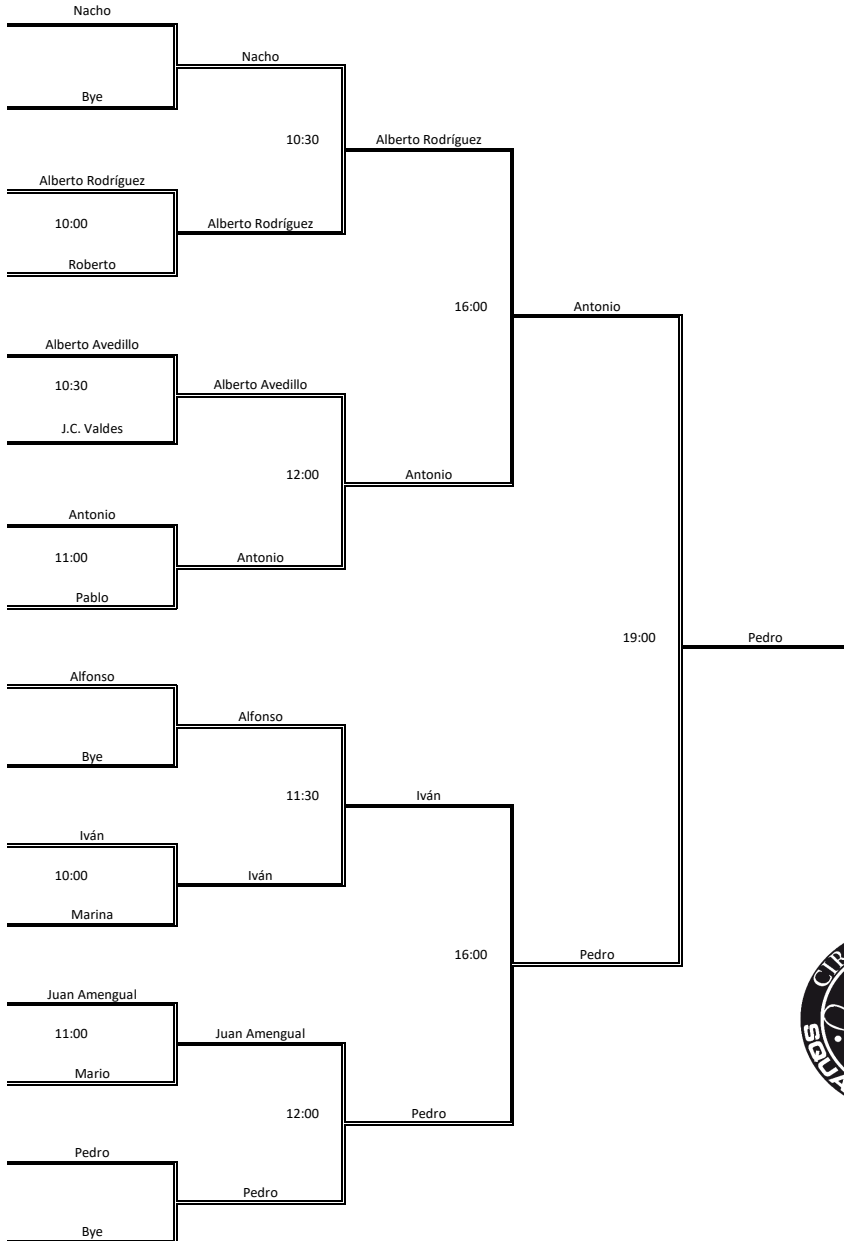 Nacho
Nacho
Bye
10:30
Alberto Rodríguez
Alberto Rodríguez
10:00
Alberto Rodríguez
Roberto
16:00
Antonio
Alberto Avedillo
10:30
Alberto Avedillo
J.C. Valdes
12:00
Antonio
Antonio
11:00
Antonio
Pablo
19:00
Pedro
Alfonso
Alfonso
Bye
11:30
Iván
Iván
10:00
Iván
Marina
16:00
Pedro
Juan Amengual
11:00
Juan Amengual
Mario
12:00
Pedro
Pedro
Pedro
Bye